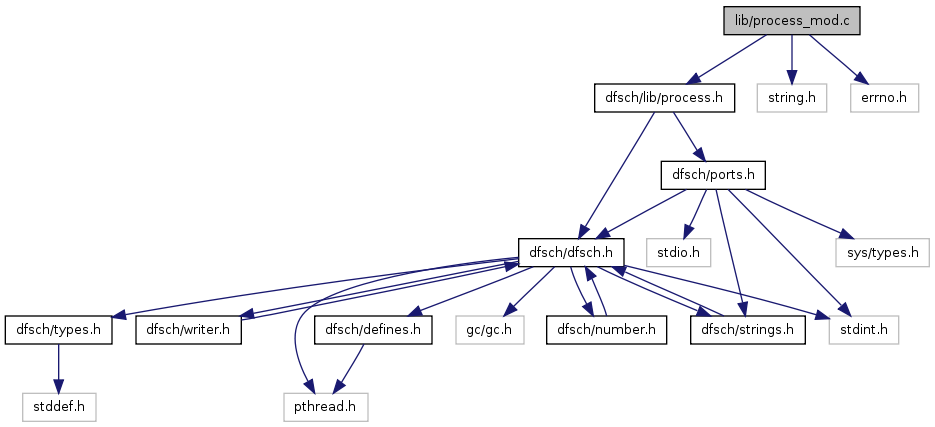 lib/process_mod.c
dfsch/lib/process.h
string.h
errno.h
dfsch/ports.h
dfsch/dfsch.h
stdio.h
sys/types.h
dfsch/types.h
dfsch/writer.h
dfsch/defines.h
gc/gc.h
dfsch/number.h
dfsch/strings.h
stdint.h
stddef.h
pthread.h